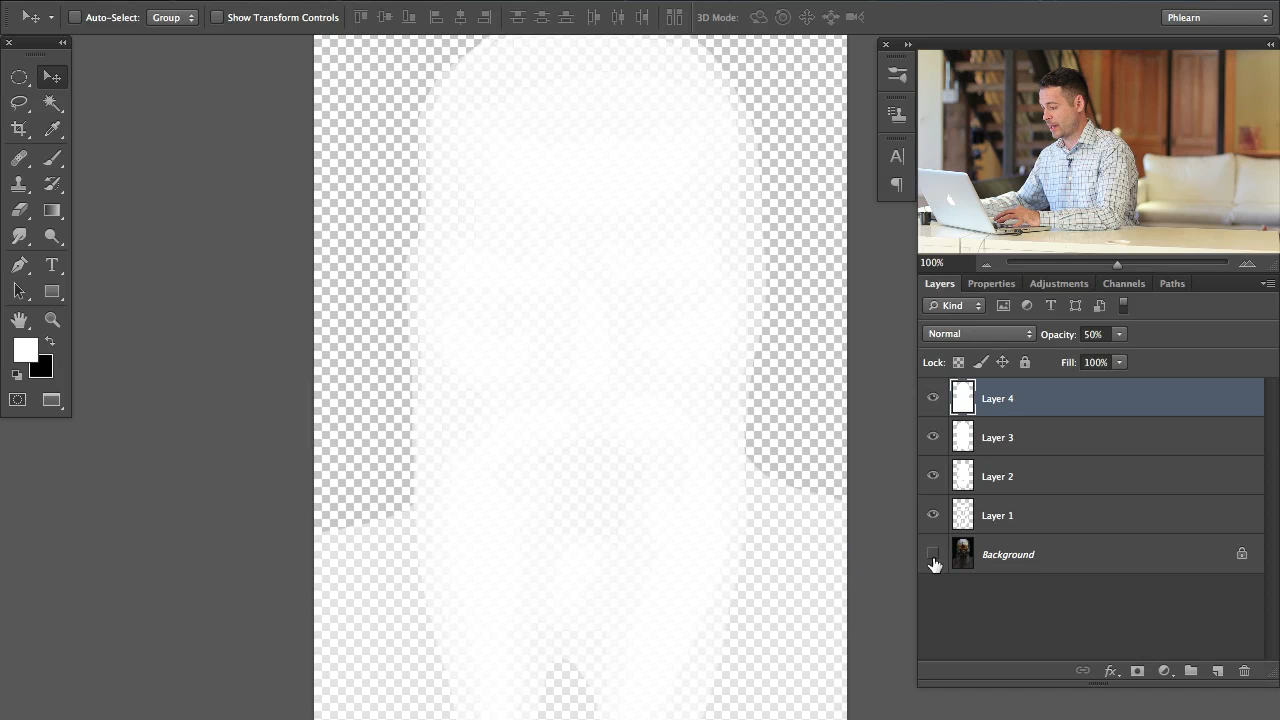 Auto-Select: Group Show Transform Controls 3D Mode: Phlearn
100%
Layers Properties Adjustments Channels Paths
Kind T
Normal Opacity: 50%
Lock: Fill: 100%
Layer 4
Layer 3
Layer 2
Layer 1
Background
fx
T
A